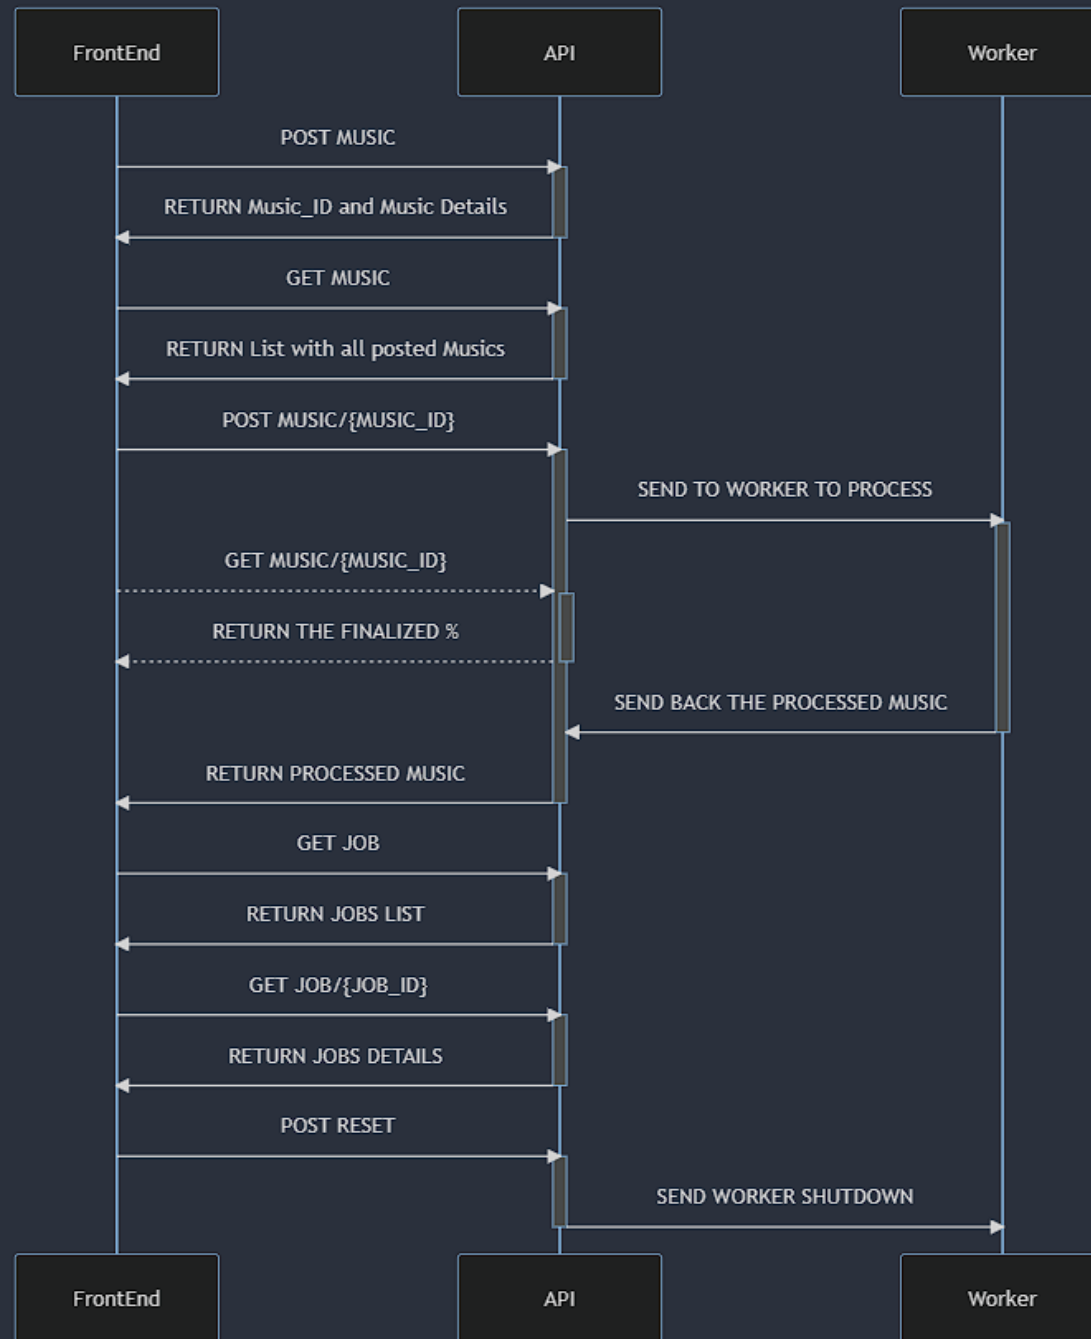 FrontEnd
API
Worker
POST MUSIC
RETURN Music_ID and Music Details
GET MUSIC
RETURN List with all posted Musics
POST MUSIC/{MUSIC_ID}
SEND TO WORKER TO PROCESS
GET MUSIC/{MUSIC_ID}
RETURN THE FINALIZED %
SEND BACK THE PROCESSED MUSIC
RETURN PROCESSED MUSIC
GET JOB
RETURN JOBS LIST
GET JOB/{JOB_ID}
RETURN JOBS DETAILS
POST RESET
SEND WORKER SHUTDOWN
FrontEnd
API
Worker